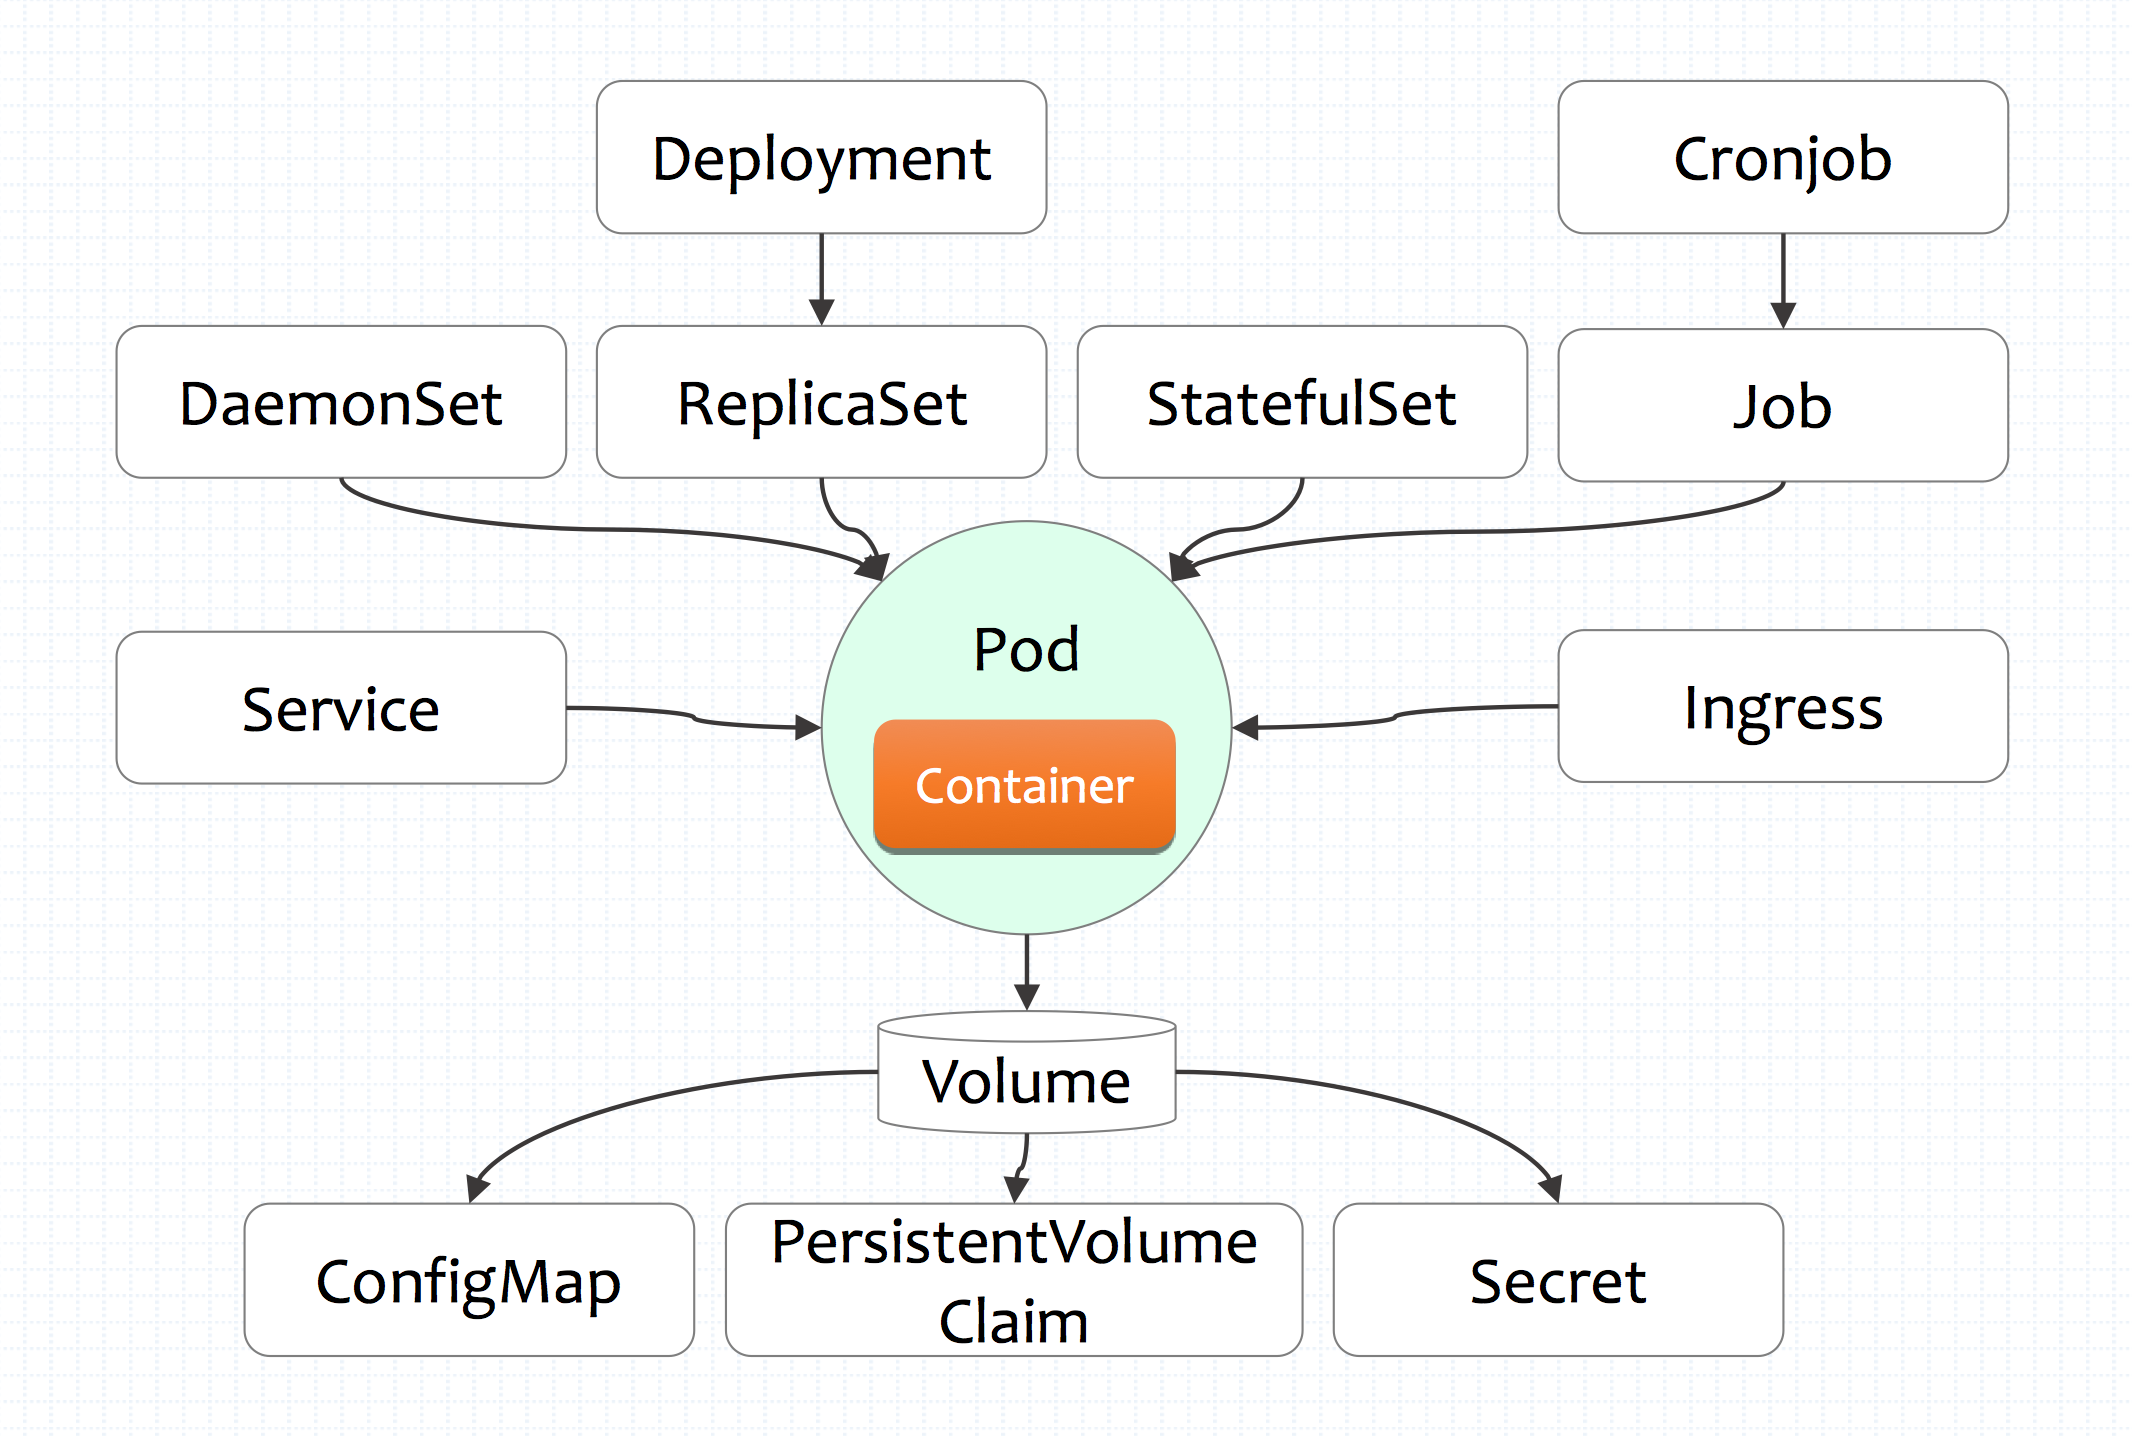 Deployment
Cronjob
DaemonSet
ReplicaSet
StatefulSet
Job
Service
Pod
Container
Ingress
Volume
ConfigMap
PersistentVolume
Claim
Secret